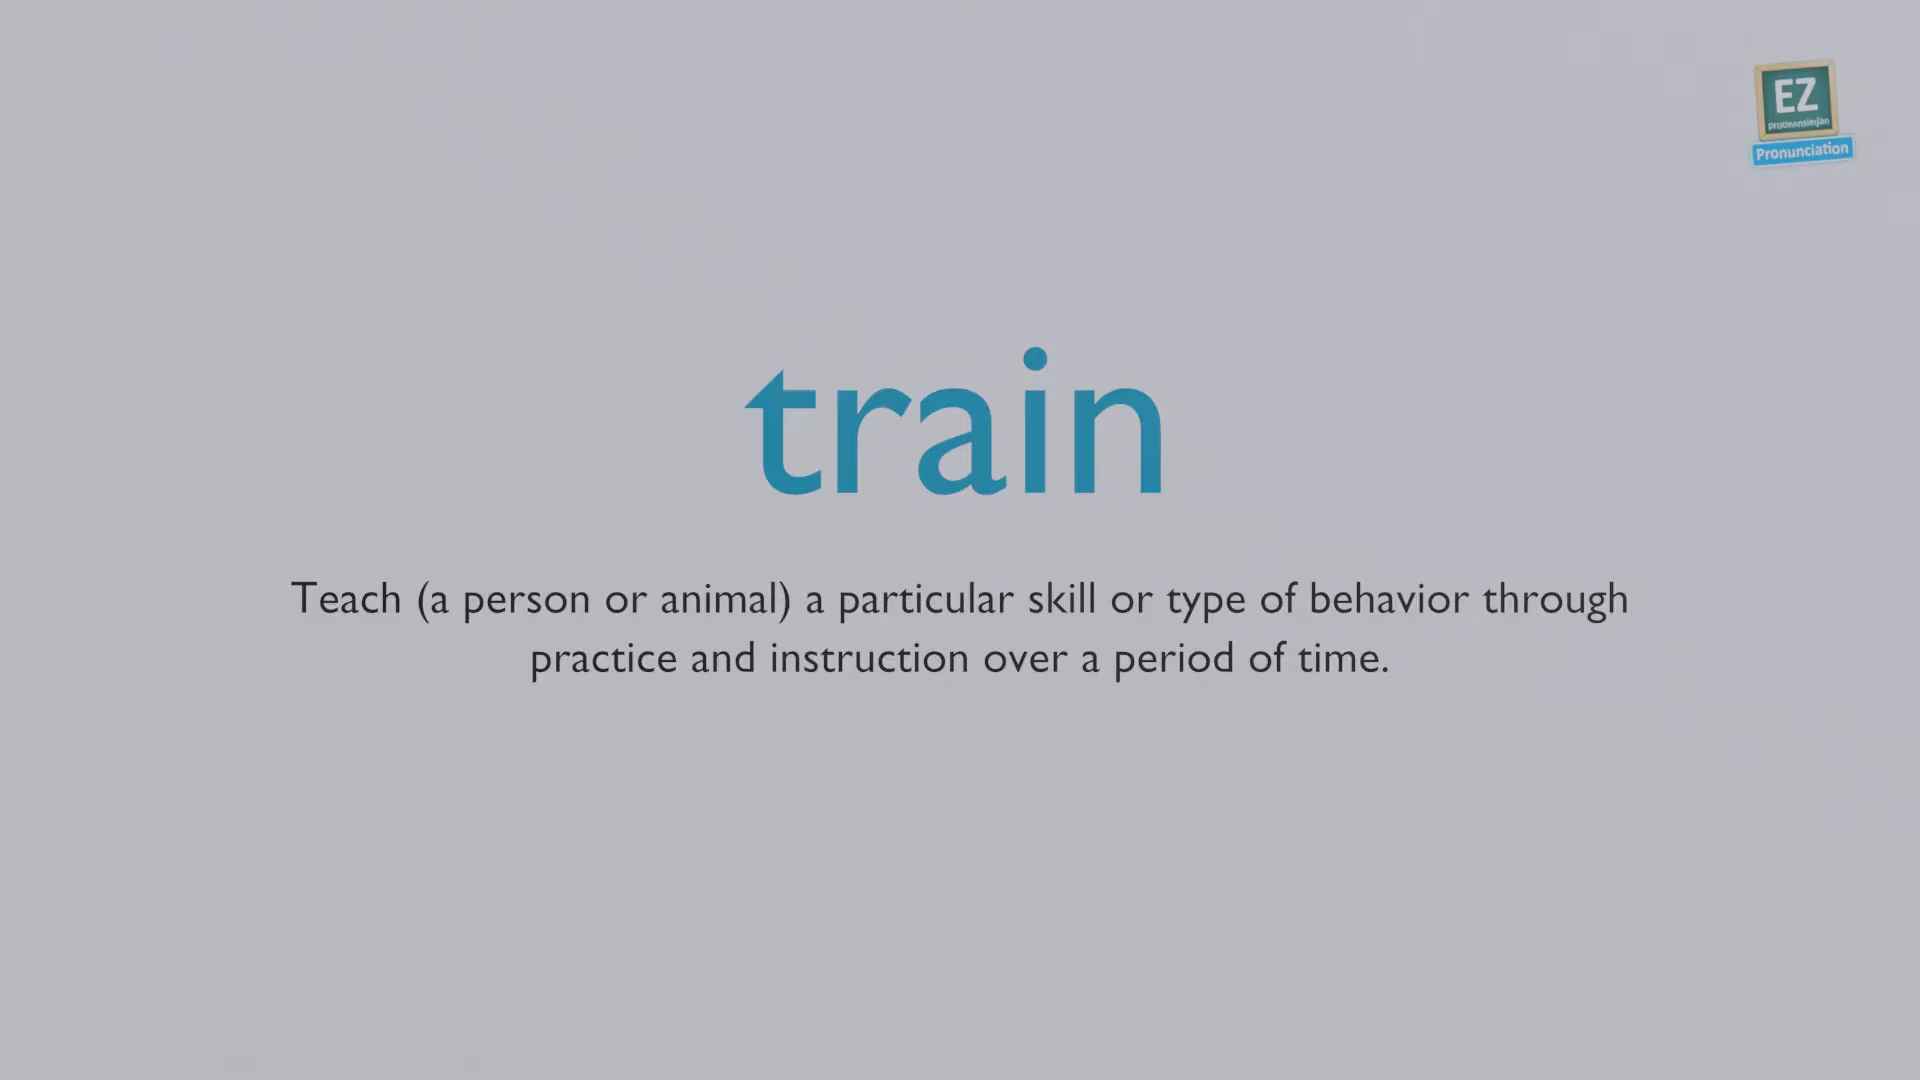 EZ
Pronunciation
train
Teach (a person or animal) a particular skill or type of behavior through
practice and instruction over a period of time.